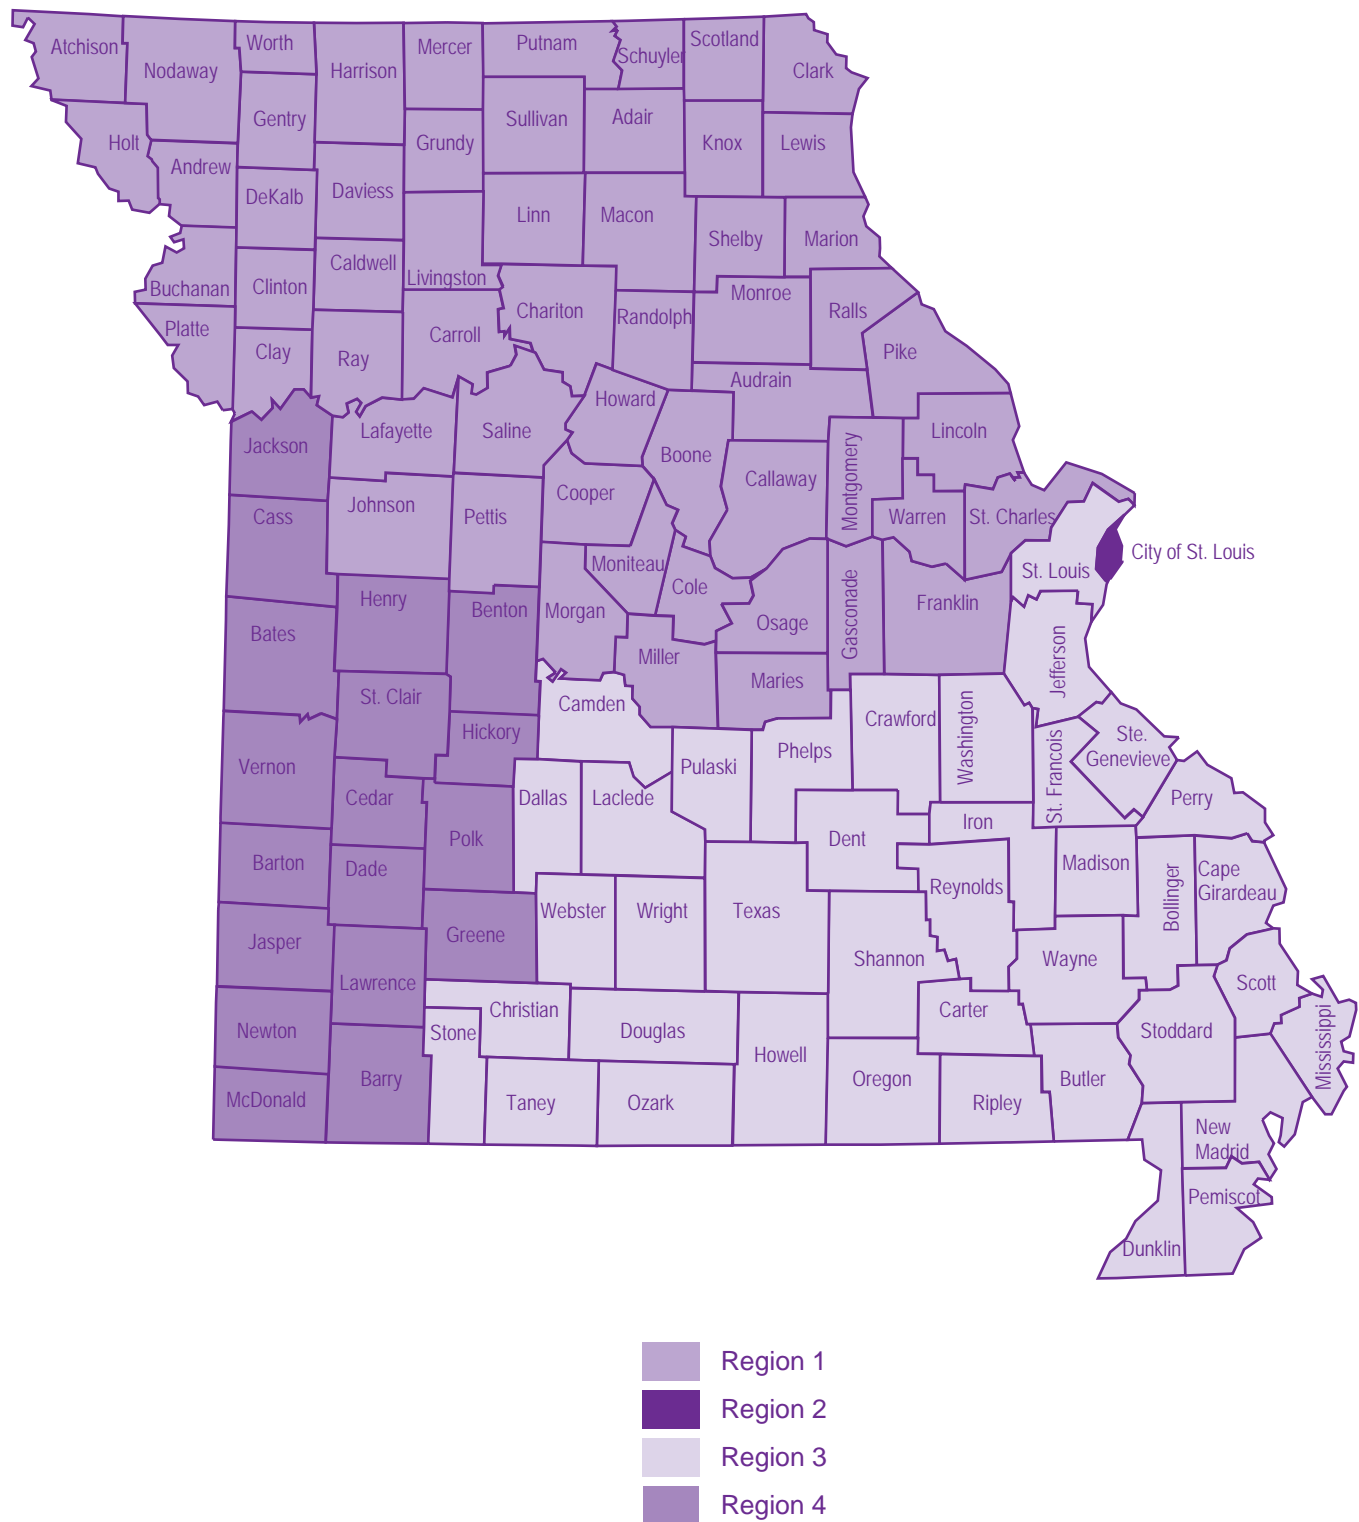 Atchison
Nodaway
Worth
Harrison
Mercer
Putnam
Schuyler
Scotland
Clark
Holt
Andrew
Gentry
DeKalb
Daviess
Grundy
Sullivan
Adair
Knox
Lewis
Linn
Macon
Shelby
Marion
Buchanan
Clinton
Caldwell
Livingston
Chariton
Randolph
Monroe
Ralls
Platte
Clay
Ray
Carroll
Pike
Audrain
Howard
Jackson
Lafayette
Saline
Boone
Callaway
Montgomery
Lincoln
Cass
Johnson
Pettis
Cooper
Warren
St. Charles
City of St. Louis
St. Louis
Moniteau
Cole
Bates
Henry
Benton
Morgan
Osage
Gasconade
Franklin
Miller
Maries
Jefferson
St. Clair
Hickory
Camden
Crawford
Washington
Ste.
Genevieve
Vernon
Pulaski
Phelps
St. Francois
Cedar
Dallas
Laclede
Perry
Polk
Dent
Iron
Barton
Dade
Madison
Cape
Girardeau
Reynolds
Bollinger
Webster
Wright
Texas
Jasper
Greene
Shannon
Wayne
Lawrence
Scott
Newton
Christian
Stone
Douglas
Carter
Stoddard
Mississippi
Howell
McDonald
Barry
Taney
Ozark
Oregon
Ripley
Butler
New
Madrid
Pemiscot
Dunklin
Region 1
Region 2
Region 3
Region 4